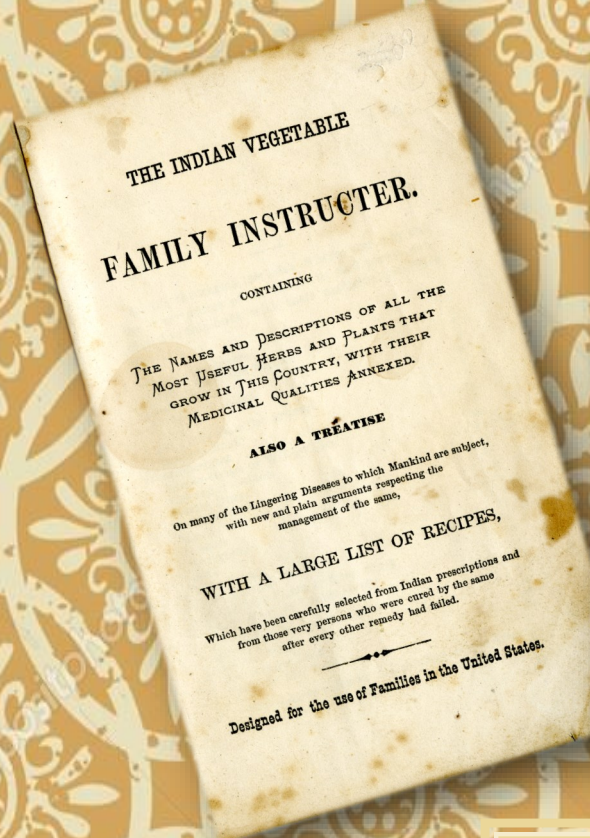 THE INDIAN VEGETABLE
FAMILY INSTRUCTER.
CONTAINING
THE NAMES AND DESCRIPTIONS OF ALL THE
MOST USEFUL HERBS AND PLANTS THAT
GROW IN THIS COUNTRY, WITH THEIR
MEDICINAL QUALITIES ANNEXED.
ALSO A TREATISE
On many of the Lingering Diseases to which Mankind are subject,
with new and plain arguments respecting the
management of the same,
WITH A LARGE LIST OF RECIPES,
Which have been carefully selected from Indian prescriptions and
from those very persons who were cured by the same
after every other remedy had failed.
Designed for the use of Families in the United States.